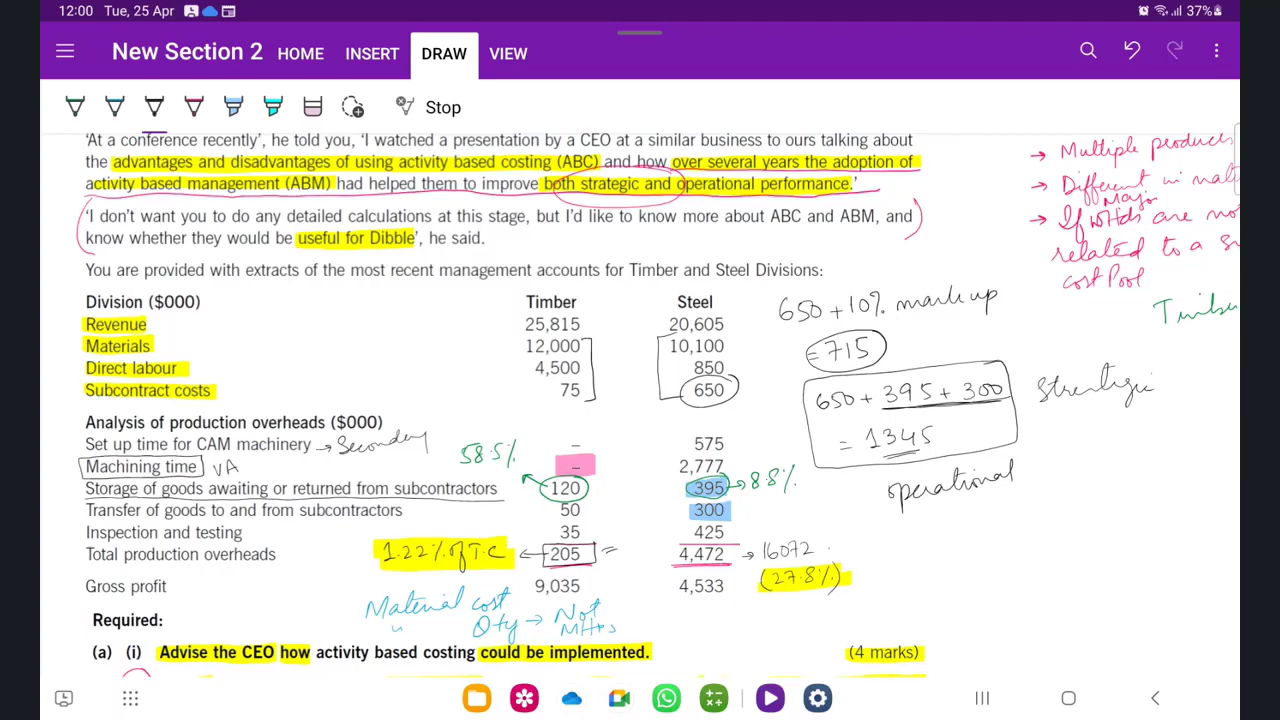 12:00 Tue, 25 Apr 37%
New Section 2 HOME INSERT DRAW VIEW
Stop
'At a conference recently', he told you, 'I watched a presentation by a CEO at a similar business to ours talking about
the advantages and disadvantages of using activity based costing (ABC) and how over several years the adoption of
activity based management (ABM) had helped them to improve both strategic and operational performance.'
'I don't want you to do any detailed calculations at this stage, but I'd like to know more about ABC and ABM, and
know whether they would be useful for Dibble', he said.
→ Multiple products
→ Different in
Major
→ If are no
related to a
cost Pool
You are provided with extracts of the most recent management accounts for Timber and Steel Divisions:
Division ($000) Timber Steel
Revenue 25,815 20,605
Materials 12,000 10,100
Direct labour 4,500 850
Subcontract costs 75 650
650 + 10% mark up
= 715
650 + 395 + 300
= 1345
Strategic
operational
Analysis of production overheads ($000)
Set up time for CAM machinery → Secondary – 575
Machining time VA – 2,777
58.5%
Storage of goods awaiting or returned from subcontractors 120 395 → 8.8%
Transfer of goods to and from subcontractors 50 300
Inspection and testing 35 425
Total production overheads 1.22% of T.C ← 205 = 4,472 → 16072
(27.8%)
Gross profit 9,035 4,533
Material cost
Qty → Not
MHrs
Required:
(a) (i) Advise the CEO how activity based costing could be implemented. (4 marks)